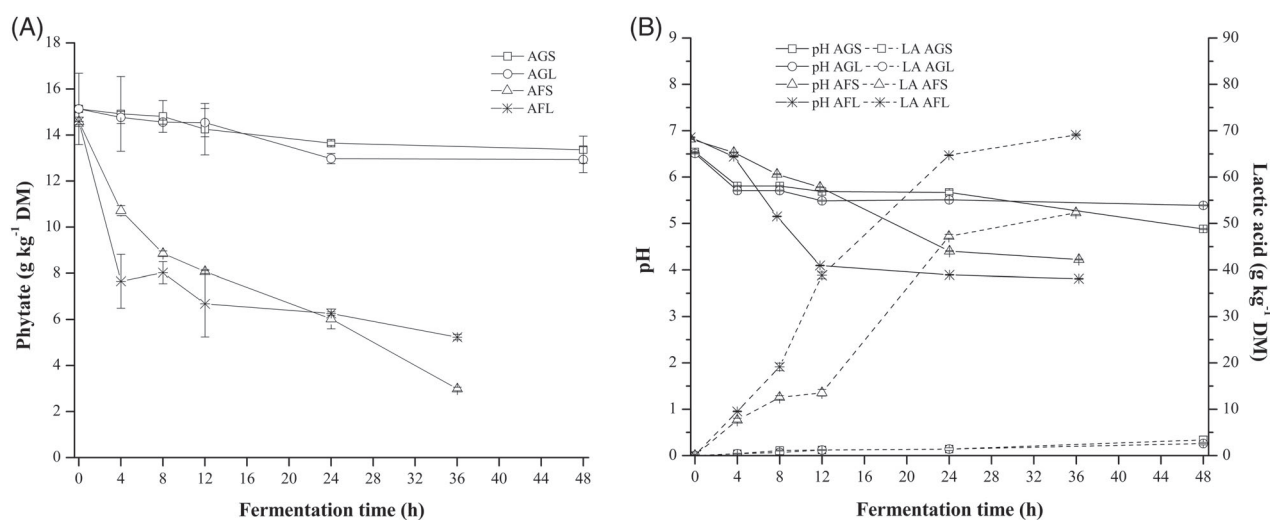 (A)
18
16
14
12
10
8
6
4
2
0
Phytate (g kg⁻¹ DM)
AGS
AGL
AFS
AFL
0 4 8 12 16 20 24 28 32 36 40 44 48
Fermentation time (h)
(B)
9
8
7
6
5
4
3
2
1
0
pH
pH AGS LA AGS
pH AGL LA AGL
pH AFS LA AFS
pH AFL LA AFL
90
80
70
60
50
40
30
20
10
0
Lactic acid (g kg⁻¹ DM)
0 4 8 12 16 20 24 28 32 36 40 44 48
Fermentation time (h)